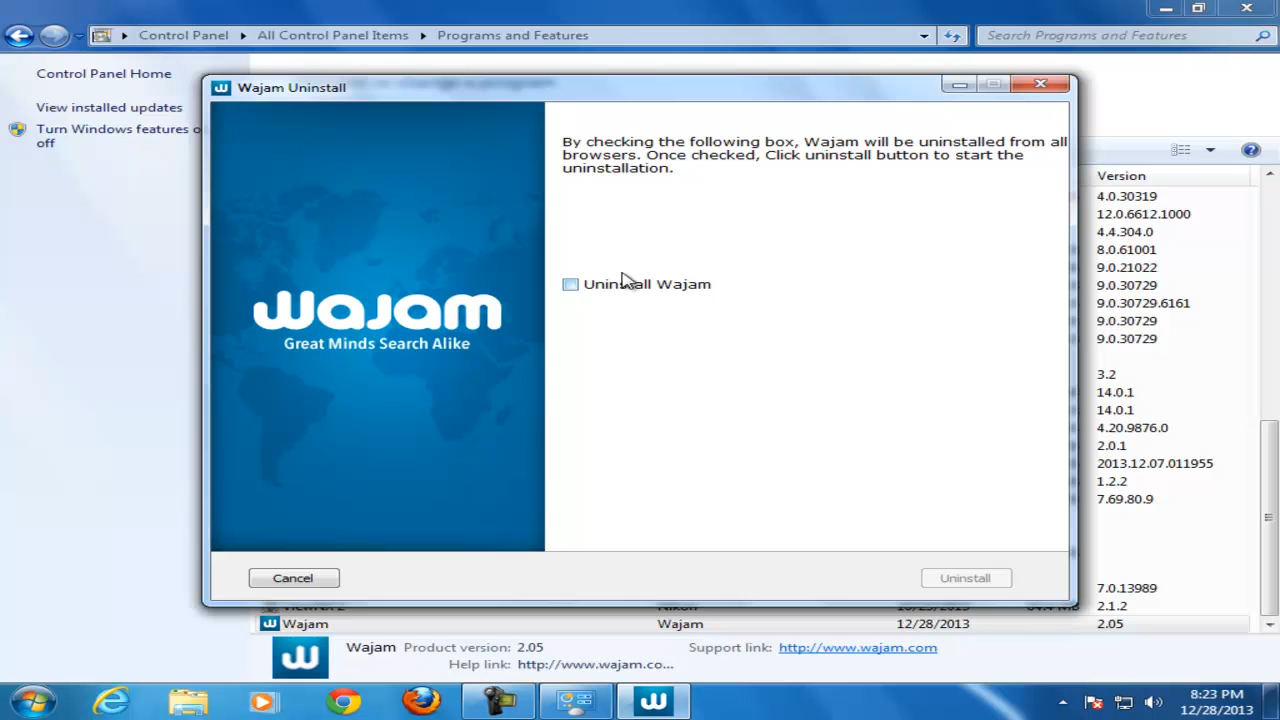 Control Panel
All Control Panel Items
Programs and Features
Search Programs and Features
Control Panel Home
View installed updates
Turn Windows features o
off
Wajam Uninstall
By checking the following box, Wajam will be uninstalled from all
browsers. Once checked, Click uninstall button to start the
uninstallation.
Uninstall Wajam
wajam
Great Minds Search Alike
Cancel
Uninstall
Version
4.0.30319
12.0.6612.1000
4.4.304.0
8.0.61001
9.0.21022
9.0.30729
9.0.30729.6161
9.0.30729
9.0.30729
3.2
14.0.1
14.0.1
4.20.9876.0
2.0.1
2013.12.07.011955
1.2.2
7.69.80.9
7.0.13989
ViewNX 2 Nikon 2.1.2
Wajam Wajam 12/28/2013 2.05
Wajam Product version: 2.05 Support link: http://www.wajam.com
Help link: http://www.wajam.co...
8:23 PM
12/28/2013